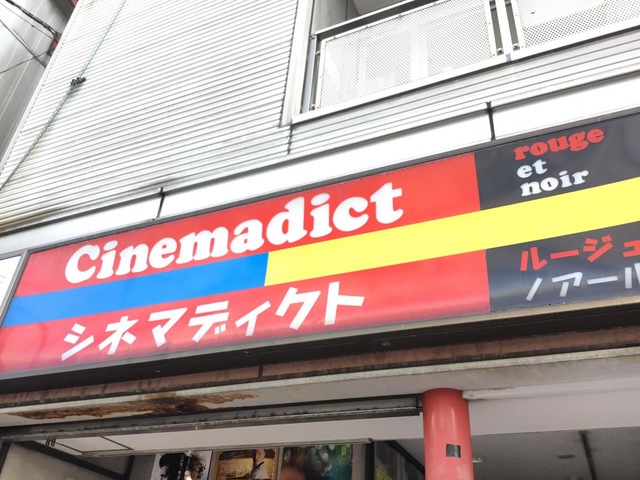 Cinemadict
シネマディクト
rouge
et
noir
ルージュ
ノアール